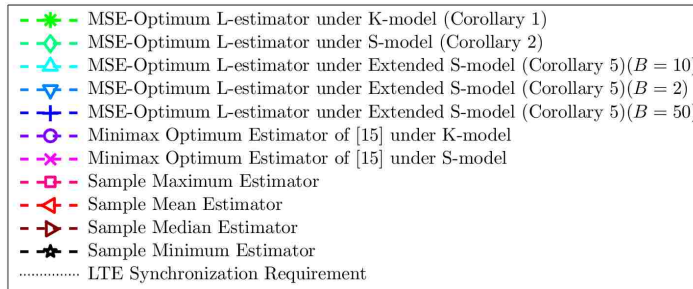 MSE-Optimum L-estimator under K-model (Corollary 1)
MSE-Optimum L-estimator under S-model (Corollary 2)
MSE-Optimum L-estimator under Extended S-model (Corollary 5)(B = 10)
MSE-Optimum L-estimator under Extended S-model (Corollary 5)(B = 2)
MSE-Optimum L-estimator under Extended S-model (Corollary 5)(B = 50)
Minimax Optimum Estimator of [15] under K-model
Minimax Optimum Estimator of [15] under S-model
Sample Maximum Estimator
Sample Mean Estimator
Sample Median Estimator
Sample Minimum Estimator
LTE Synchronization Requirement